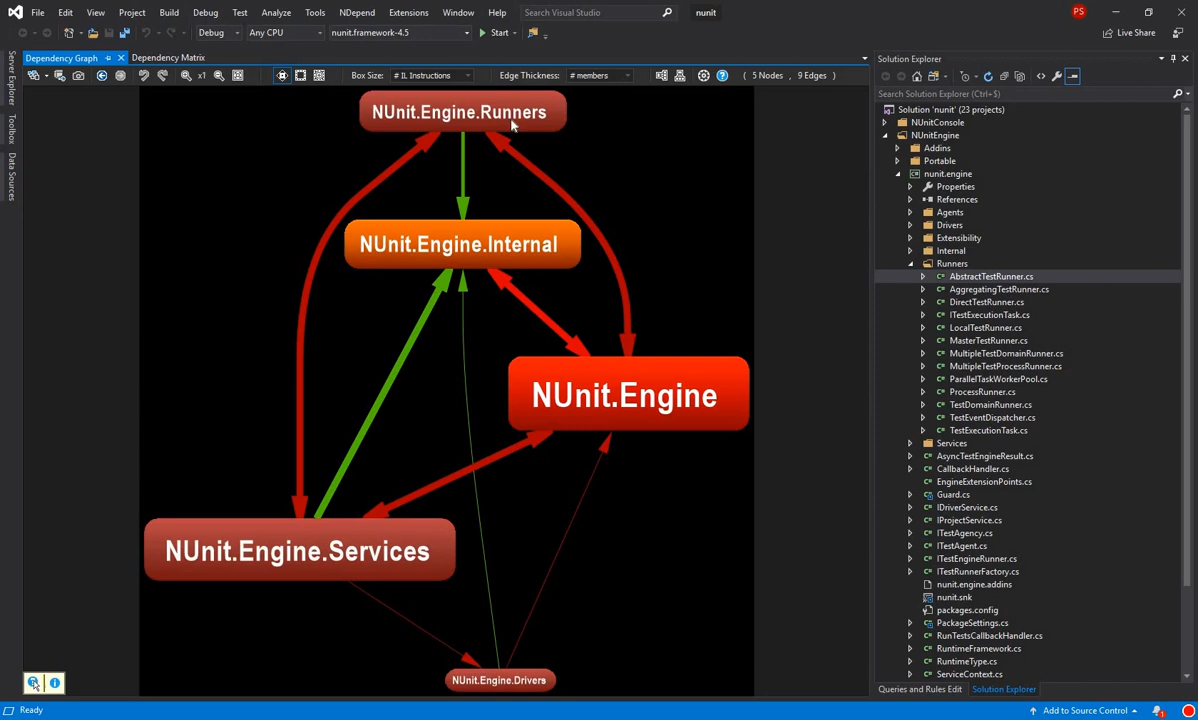 File Edit View Project Build Debug Test Analyze Tools NDepend Extensions Window Help Search Visual Studio nunit PS
Debug Any CPU nunit.framework-4.5 Start Live Share
Server Explorer
Toolbox
Data Sources
Dependency Graph Dependency Matrix
x1 Box Size: # IL Instructions Edge Thickness: # members ( 5 Nodes , 9 Edges )
NUnit.Engine.Runners
NUnit.Engine.Internal
NUnit.Engine
NUnit.Engine.Services
NUnit.Engine.Drivers
Solution Explorer
Search Solution Explorer (Ctrl+$)
Solution 'nunit' (23 projects)
NUnitConsole
NUnitEngine
Addins
Portable
nunit.engine
Properties
References
Agents
Drivers
Extensibility
Internal
Runners
AbstractTestRunner.cs
AggregatingTestRunner.cs
DirectTestRunner.cs
ITestExecutionTask.cs
LocalTestRunner.cs
MasterTestRunner.cs
MultipleTestDomainRunner.cs
MultipleTestProcessRunner.cs
ParallelTaskWorkerPool.cs
ProcessRunner.cs
TestDomainRunner.cs
TestEventDispatcher.cs
TestExecutionTask.cs
Services
AsyncTestEngineResult.cs
CallbackHandler.cs
EngineExtensionPoints.cs
Guard.cs
IDriverService.cs
IProjectService.cs
ITestAgency.cs
ITestAgent.cs
ITestEngineRunner.cs
ITestRunnerFactory.cs
nunit.engine.addins
nunit.snk
packages.config
PackageSettings.cs
RunTestsCallbackHandler.cs
RuntimeFramework.cs
RuntimeType.cs
ServiceContext.cs
Queries and Rules Edit Solution Explorer
Ready Add to Source Control